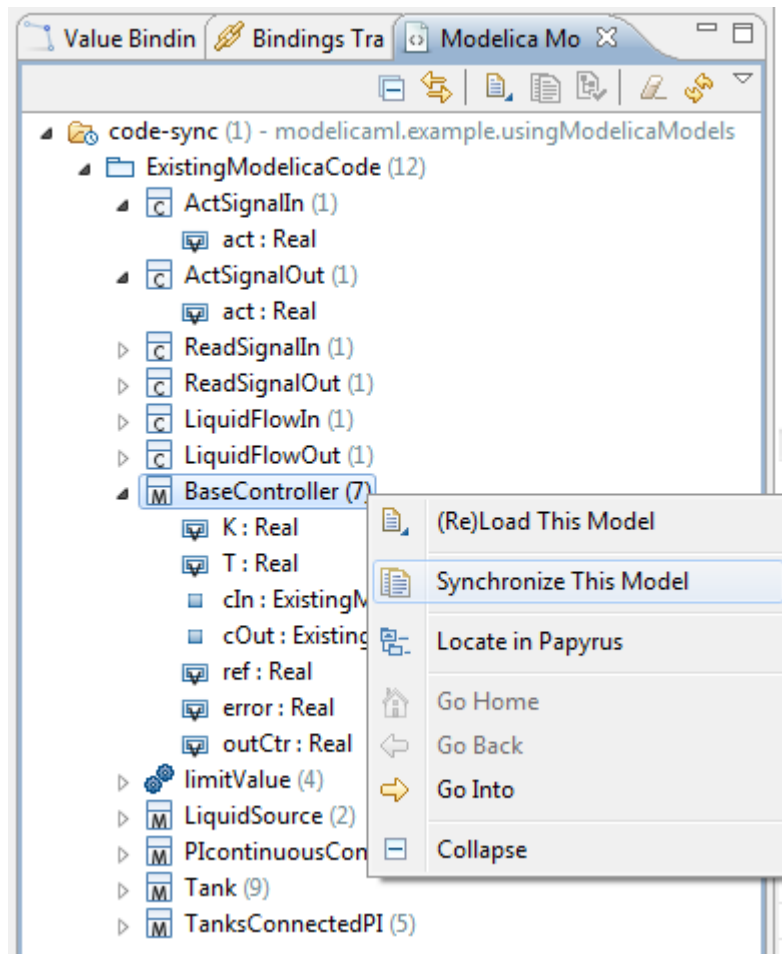 Value Bindin Bindings Tra Modelica Mo
code-sync (1) - modelicaml.example.usingModelicaModels
ExistingModelicaCode (12)
C ActSignalIn (1)
act : Real
C ActSignalOut (1)
act : Real
C ReadSignalIn (1)
C ReadSignalOut (1)
C LiquidFlowIn (1)
C LiquidFlowOut (1)
M BaseController (7)
K : Real
T : Real
cIn : ExistingM
cOut : Existing
ref : Real
error : Real
outCtr : Real
limitValue (4)
M LiquidSource (2)
M PIcontinuousCon
M Tank (9)
M TanksConnectedPI (5)
(Re)Load This Model
Synchronize This Model
Locate in Papyrus
Go Home
Go Back
Go Into
Collapse